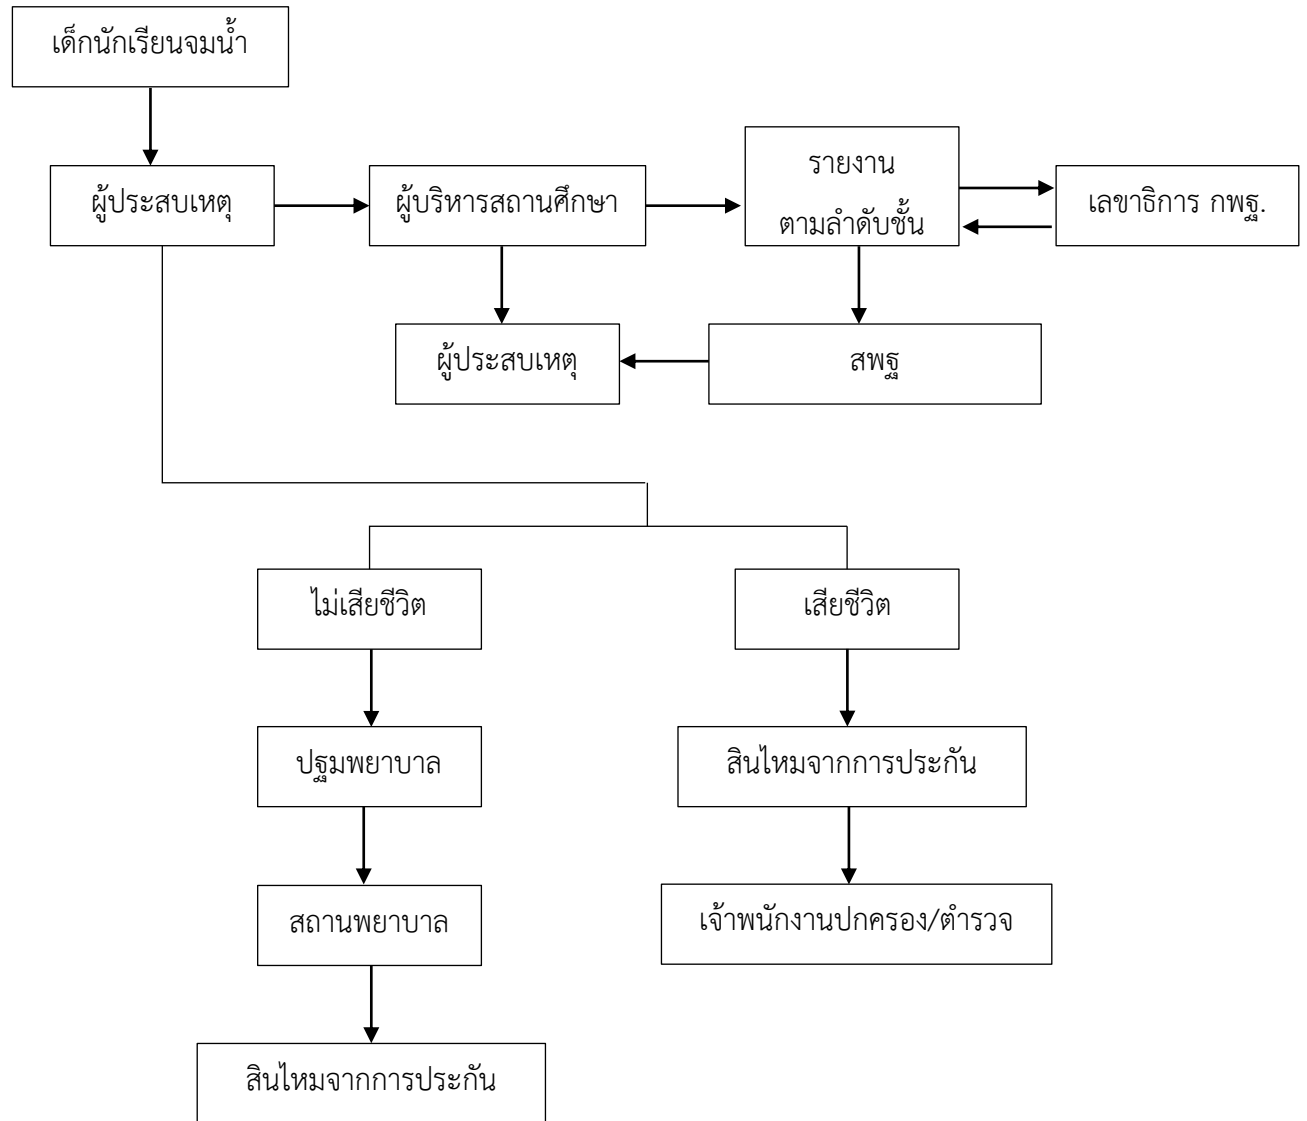 เด็กนักเรียนจมน้ำ
ผู้ประสบเหตุ
ผู้บริหารสถานศึกษา
รายงาน
ตามลำดับชั้น
เลขาธิการ กพฐ.
ผู้ประสบเหตุ
สพฐ
ไม่เสียชีวิต
เสียชีวิต
ปฐมพยาบาล
สินไหมจากการประกัน
สถานพยาบาล
เจ้าพนักงานปกครอง/ตำรวจ
สินไหมจากการประกัน